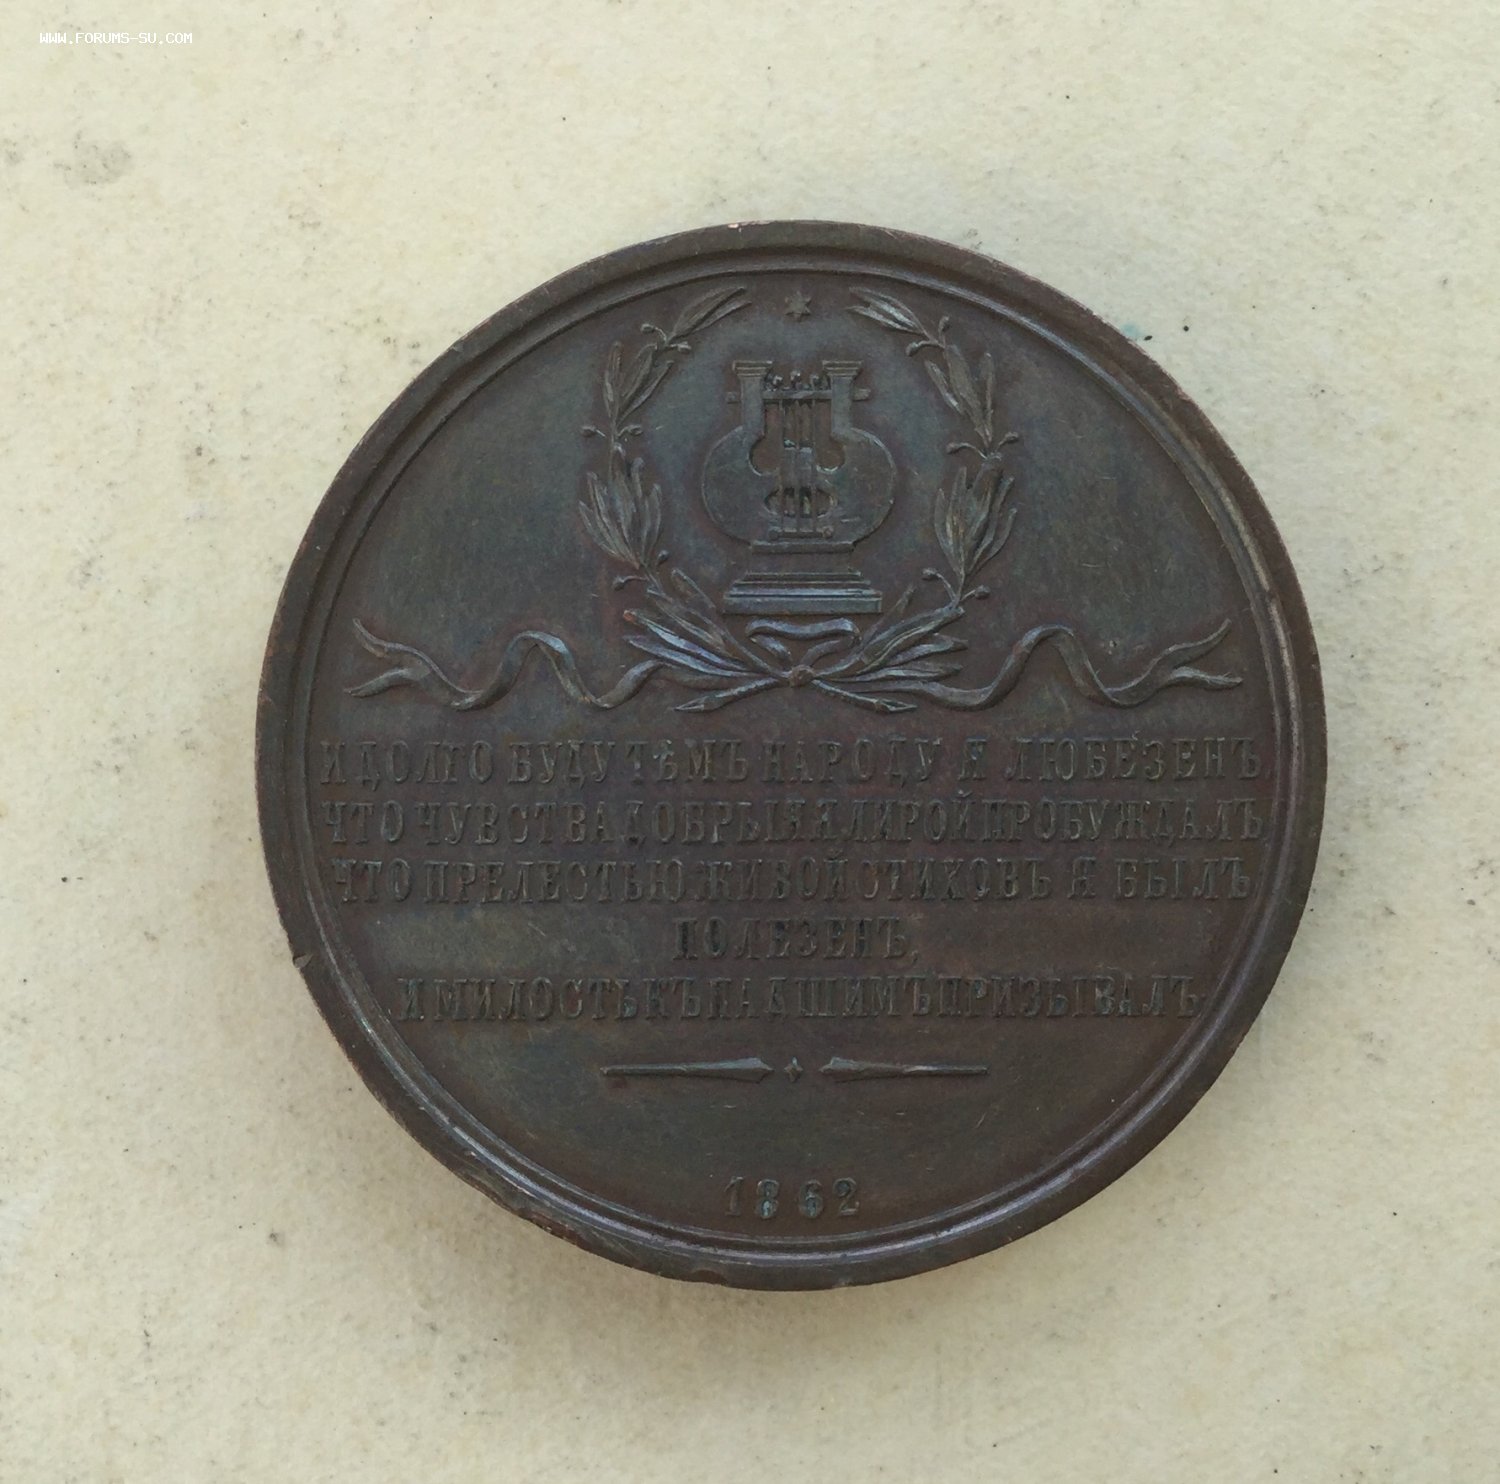 WWW.FORUMS-SU.COM
И ДОЛГО БУДУ ТѢМЪ НАРОДУ Я ЛЮБЕЗЕНЪ
ЧТО ЧУВСТВА ДОБРЫЯ Я ЛИРОЙ ПРОБУЖДАЛЪ
ЧТО ПРЕЛЕСТЬЮ ЖИВОЙ СТИХОВЪ Я БЫЛЪ
ПОЛЕЗЕНЪ,
И МИЛОСТЬ КЪ ПАДШИМЪ ПРИЗЫВАЛЪ
1862